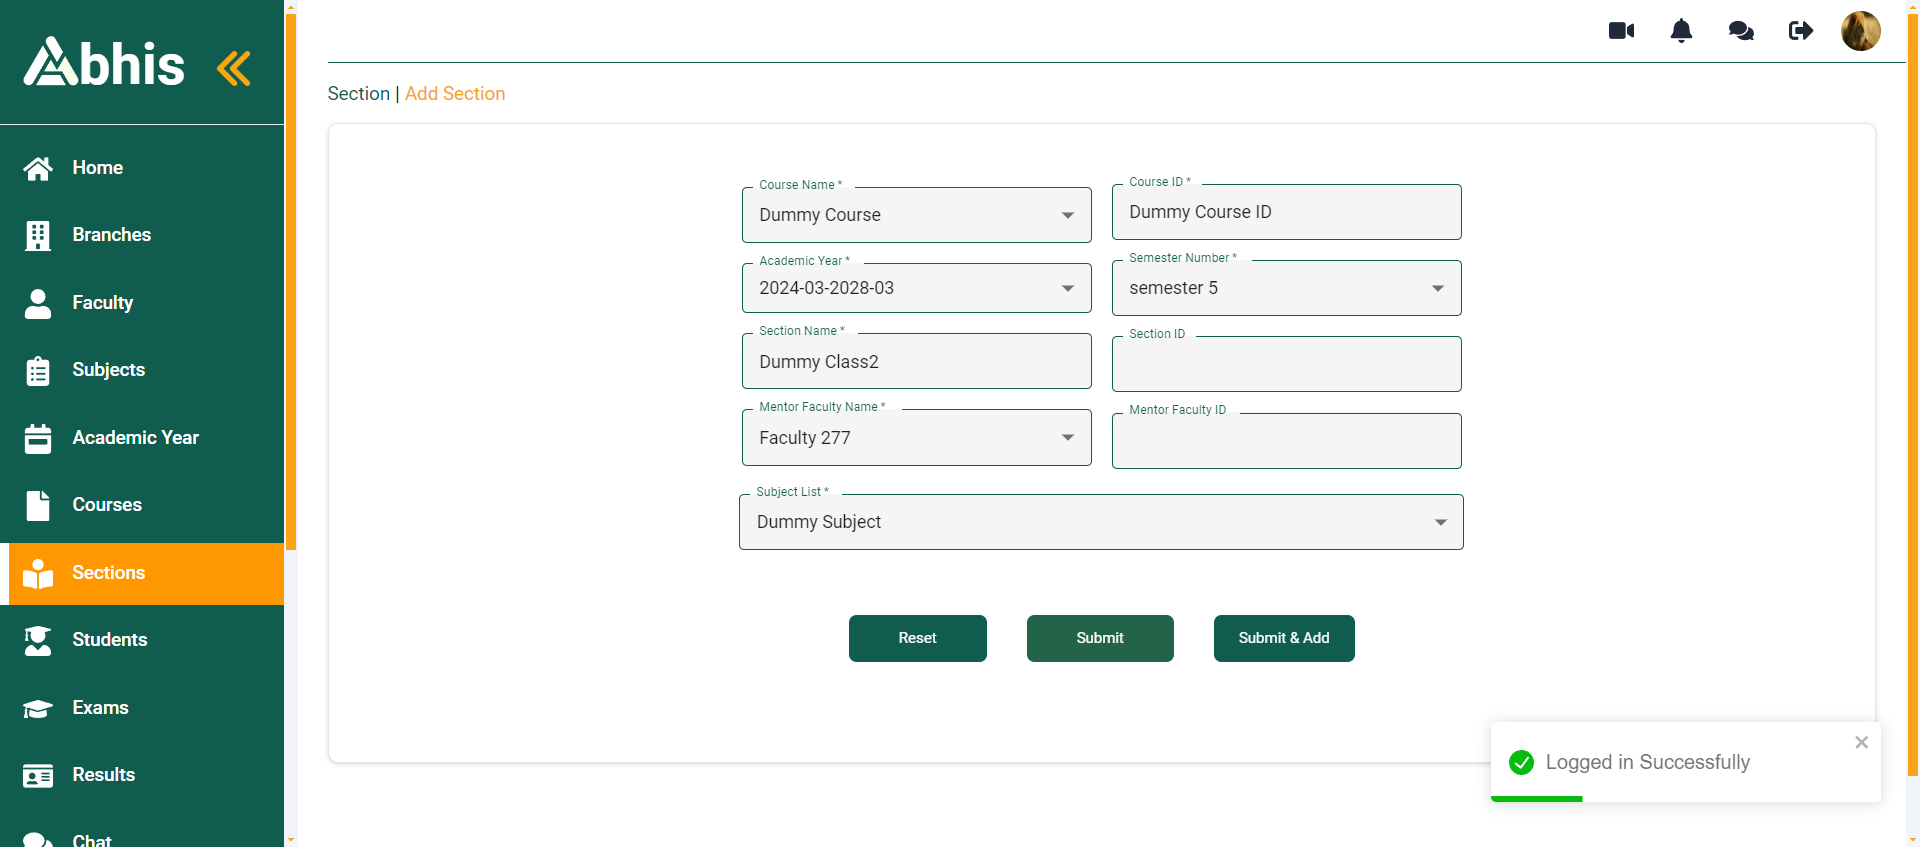 Abhis
Home
Branches
Faculty
Subjects
Academic Year
Courses
Sections
Students
Exams
Results
Chat
Section | Add Section
Course Name *
Dummy Course
Course ID *
Dummy Course ID
Academic Year *
2024-03-2028-03
Semester Number *
semester 5
Section Name *
Dummy Class2
Section ID
Mentor Faculty Name *
Faculty 277
Mentor Faculty ID
Subject List *
Dummy Subject
Reset
Submit
Submit & Add
Logged in Successfully